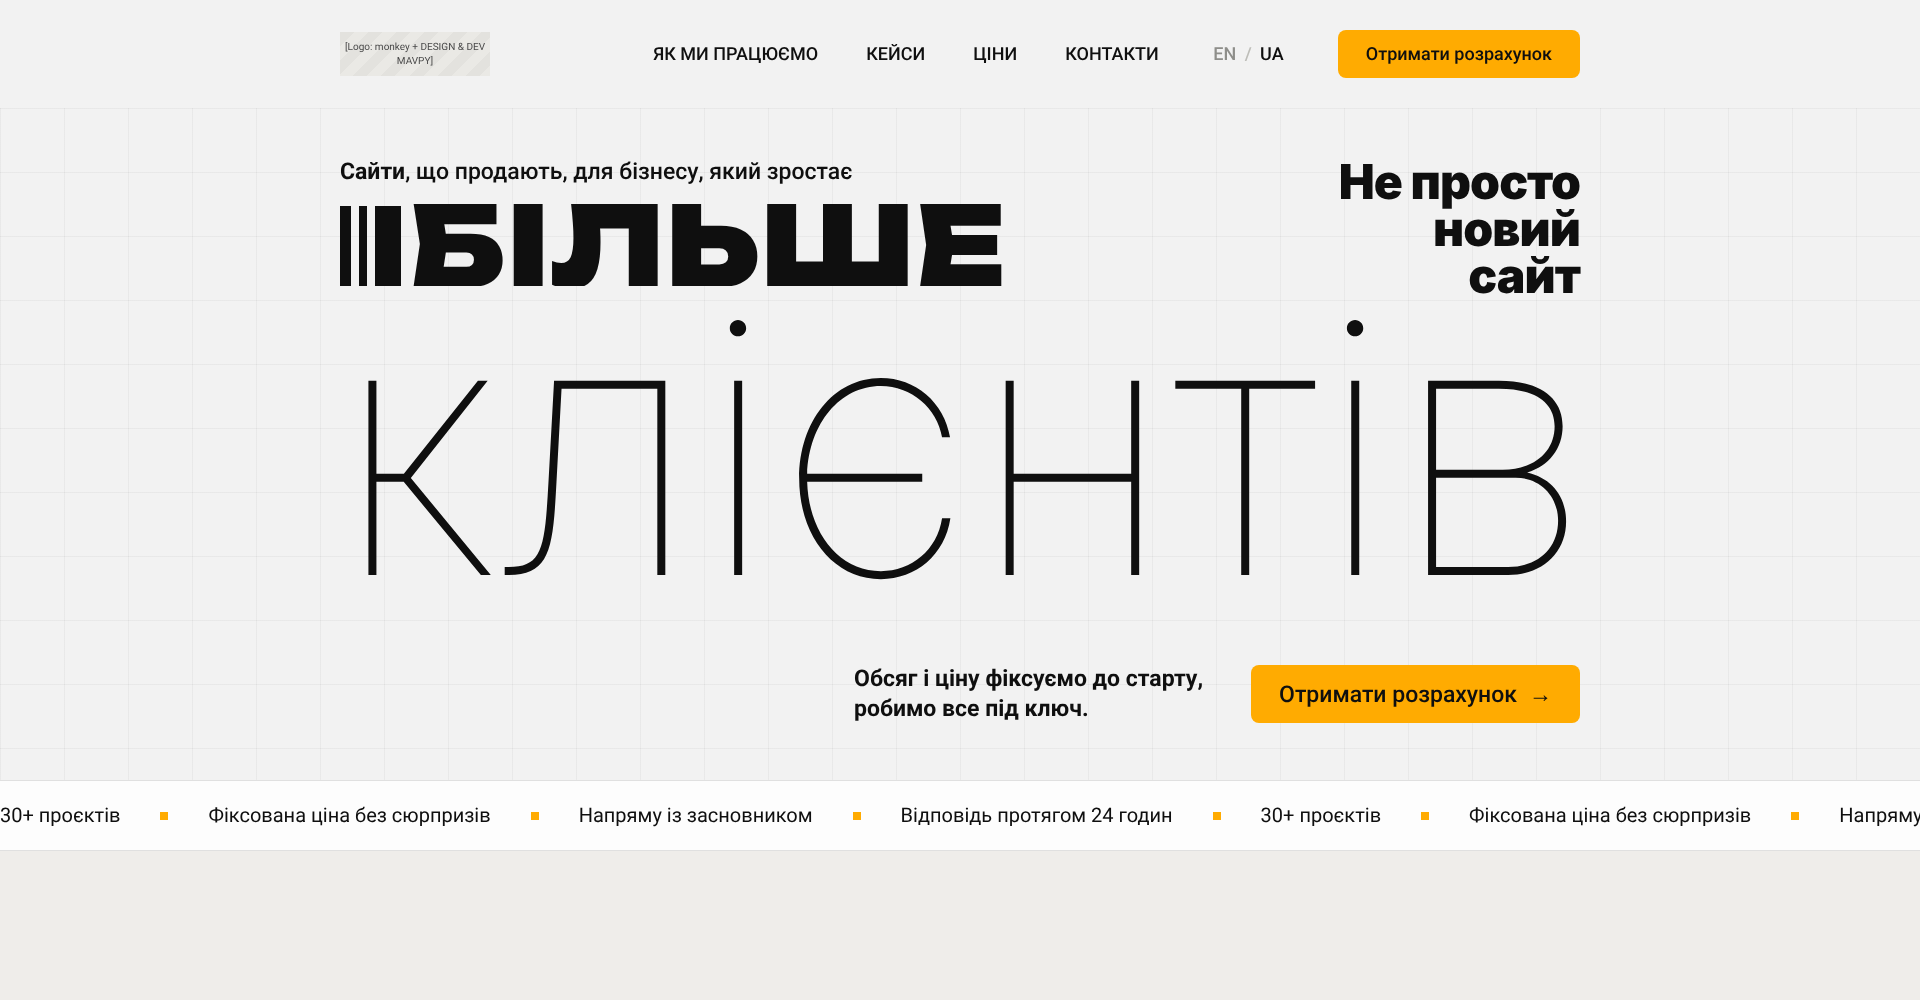 [Logo: monkey + DESIGN & DEV
MAVPY]
ЯК МИ ПРАЦЮЄМО
КЕЙСИ
ЦІНИ
КОНТАКТИ
EN / UA
Отримати розрахунок
Сайти, що продають, для бізнесу, який зростає
БІЛЬШЕ
Не просто
новий
сайт
КЛІЄНТІВ
Обсяг і ціну фіксуємо до старту,
робимо все під ключ.
Отримати розрахунок →
30+ проєктів
Фіксована ціна без сюрпризів
Напряму із засновником
Відповідь протягом 24 годин
30+ проєктів
Фіксована ціна без сюрпризів
Напряму